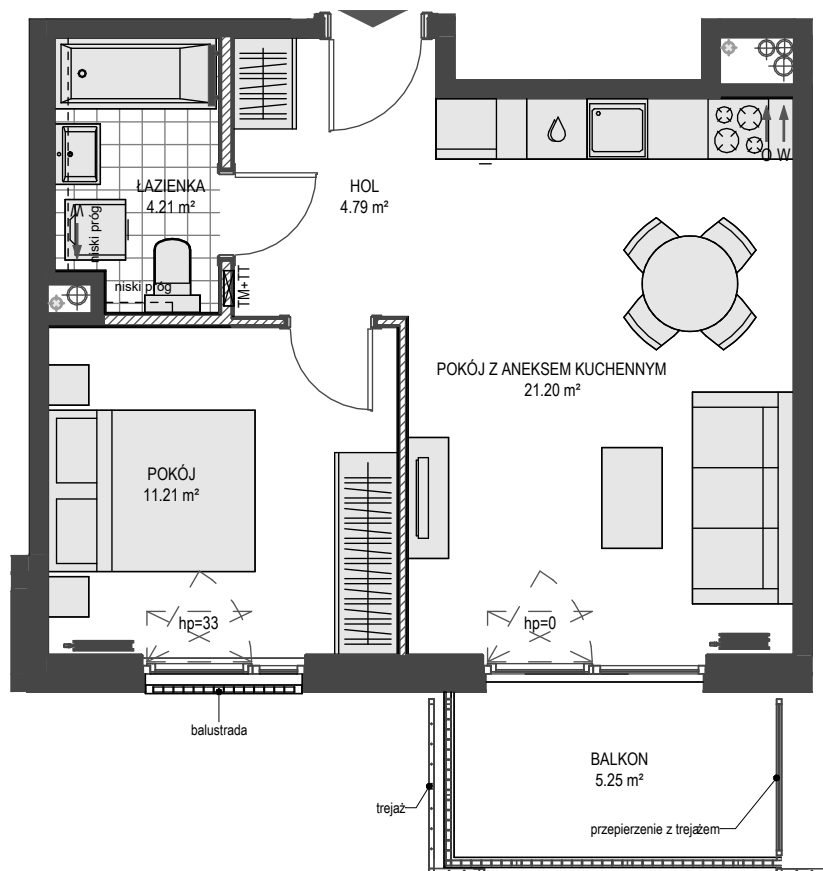 ŁAZIENKA
4.21 m²
HOL
4.79 m²
O W
W
niski próg
niski próg
TM+TT
POKÓJ Z ANEKSEM KUCHENNYM
21.20 m²
POKÓJ
11.21 m²
hp=33
hp=0
balustrada
BALKON
5.25 m²
trejaż
przepierzenie z trejażem